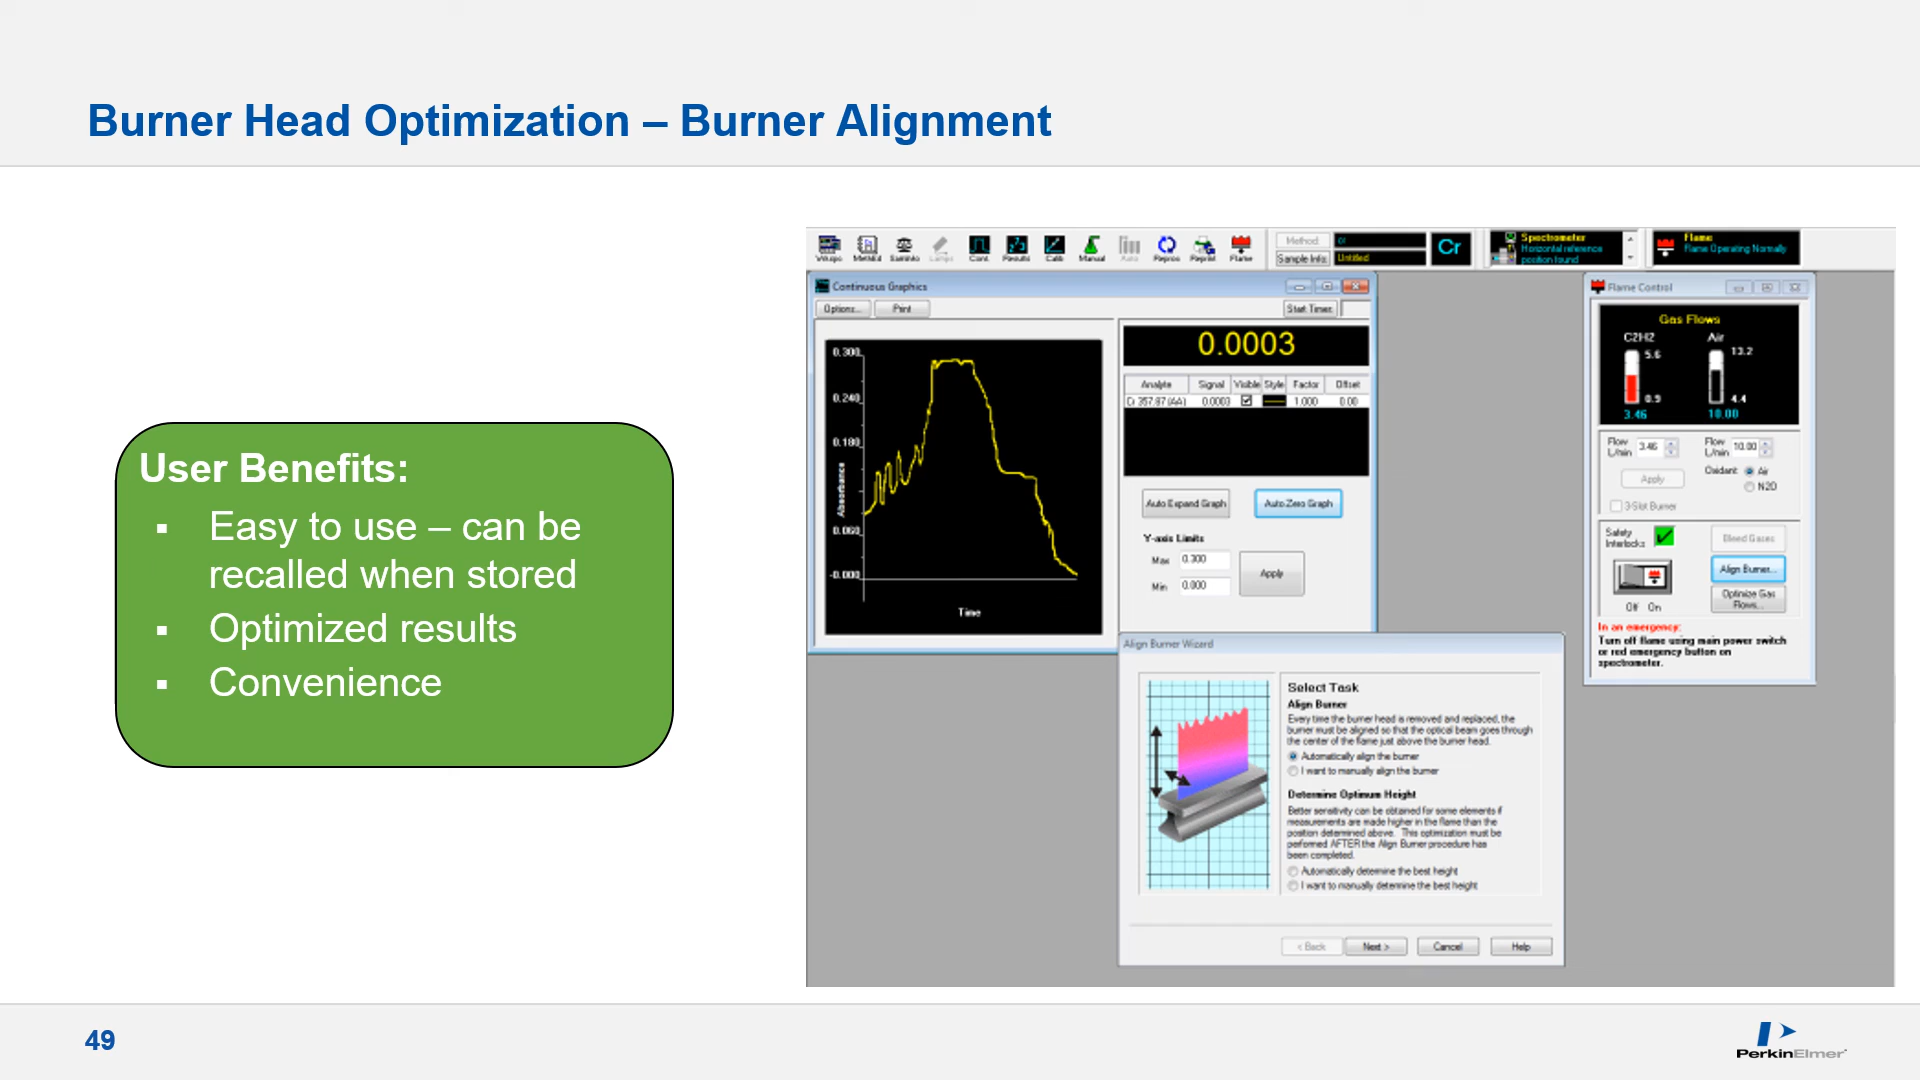 Burner Head Optimization – Burner Alignment
User Benefits:
▪ Easy to use – can be
recalled when stored
▪ Optimized results
▪ Convenience
Manual
Flame
Method
Sample Info
Untitled
Cr
Spectrometer
Horizontal reference
position found
Flame
Flame Operating Normally
Continuous Graphics
Options...
Print
Start Timer
0.300
0.240
0.180
0.060
-0.000
Absorbance
Time
0.0003
Analyte Signal Visible Style Factor Offset
Cr 357.87 (AA) 0.0003 1.000 0.00
Auto Expand Graph
Auto Zero Graph
Y-axis Limits
Max 0.300
Min 0.000
Apply
Flame Control
Gas Flows
C2H2 Air
5.6 13.2
0.9 4.4
3.46 10.00
Flow
L/min 3.46
Flow
L/min 10.00
Apply
Oxidant: Air
N2O
3-Slot Burner
Safety
Interlocks
Bleed Gases
Align Burner...
Off On
Optimize Gas
Flows...
In an emergency:
Turn off flame using main power switch
or red emergency button on
spectrometer.
Align Burner Wizard
Select Task
Align Burner
Every time the burner head is removed and replaced, the
burner must be aligned so that the optical beam goes through
the center of the flame just above the burner head.
Automatically align the burner
I want to manually align the burner
Determine Optimum Height
Better sensitivity can be obtained for some elements if
measurements are made higher in the flame than the
position determined above. This optimization must be
performed AFTER the Align Burner procedure has
been completed.
Automatically determine the best height
I want to manually determine the best height
< Back
Next >
Cancel
Help
49
PerkinElmer